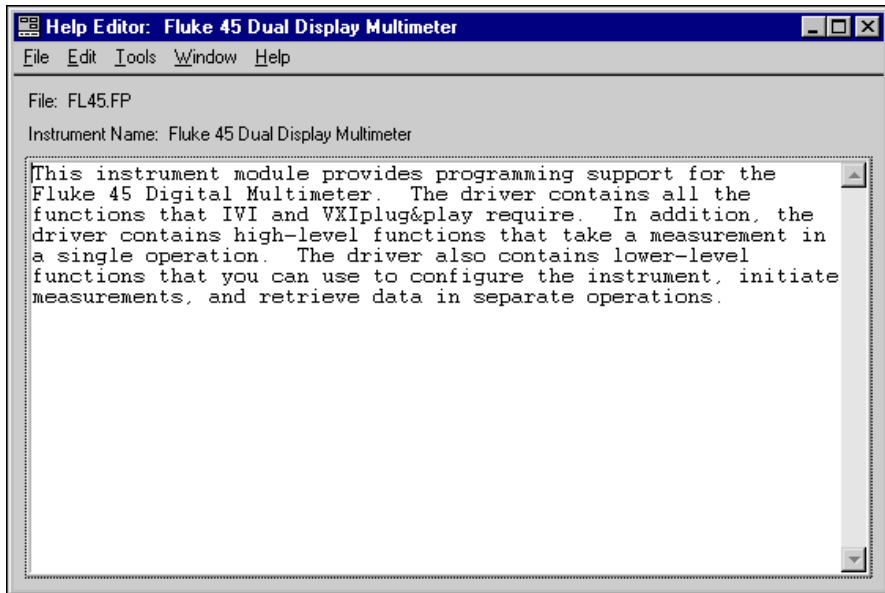 Help Editor: Fluke 45 Dual Display Multimeter
File Edit Tools Window Help
File: FL45.FP
Instrument Name: Fluke 45 Dual Display Multimeter
This instrument module provides programming support for the
Fluke 45 Digital Multimeter.  The driver contains all the
functions that IVI and VXIplug&play require.  In addition, the
driver contains high-level functions that take a measurement in
a single operation.  The driver also contains lower-level
functions that you can use to configure the instrument, initiate
measurements, and retrieve data in separate operations.